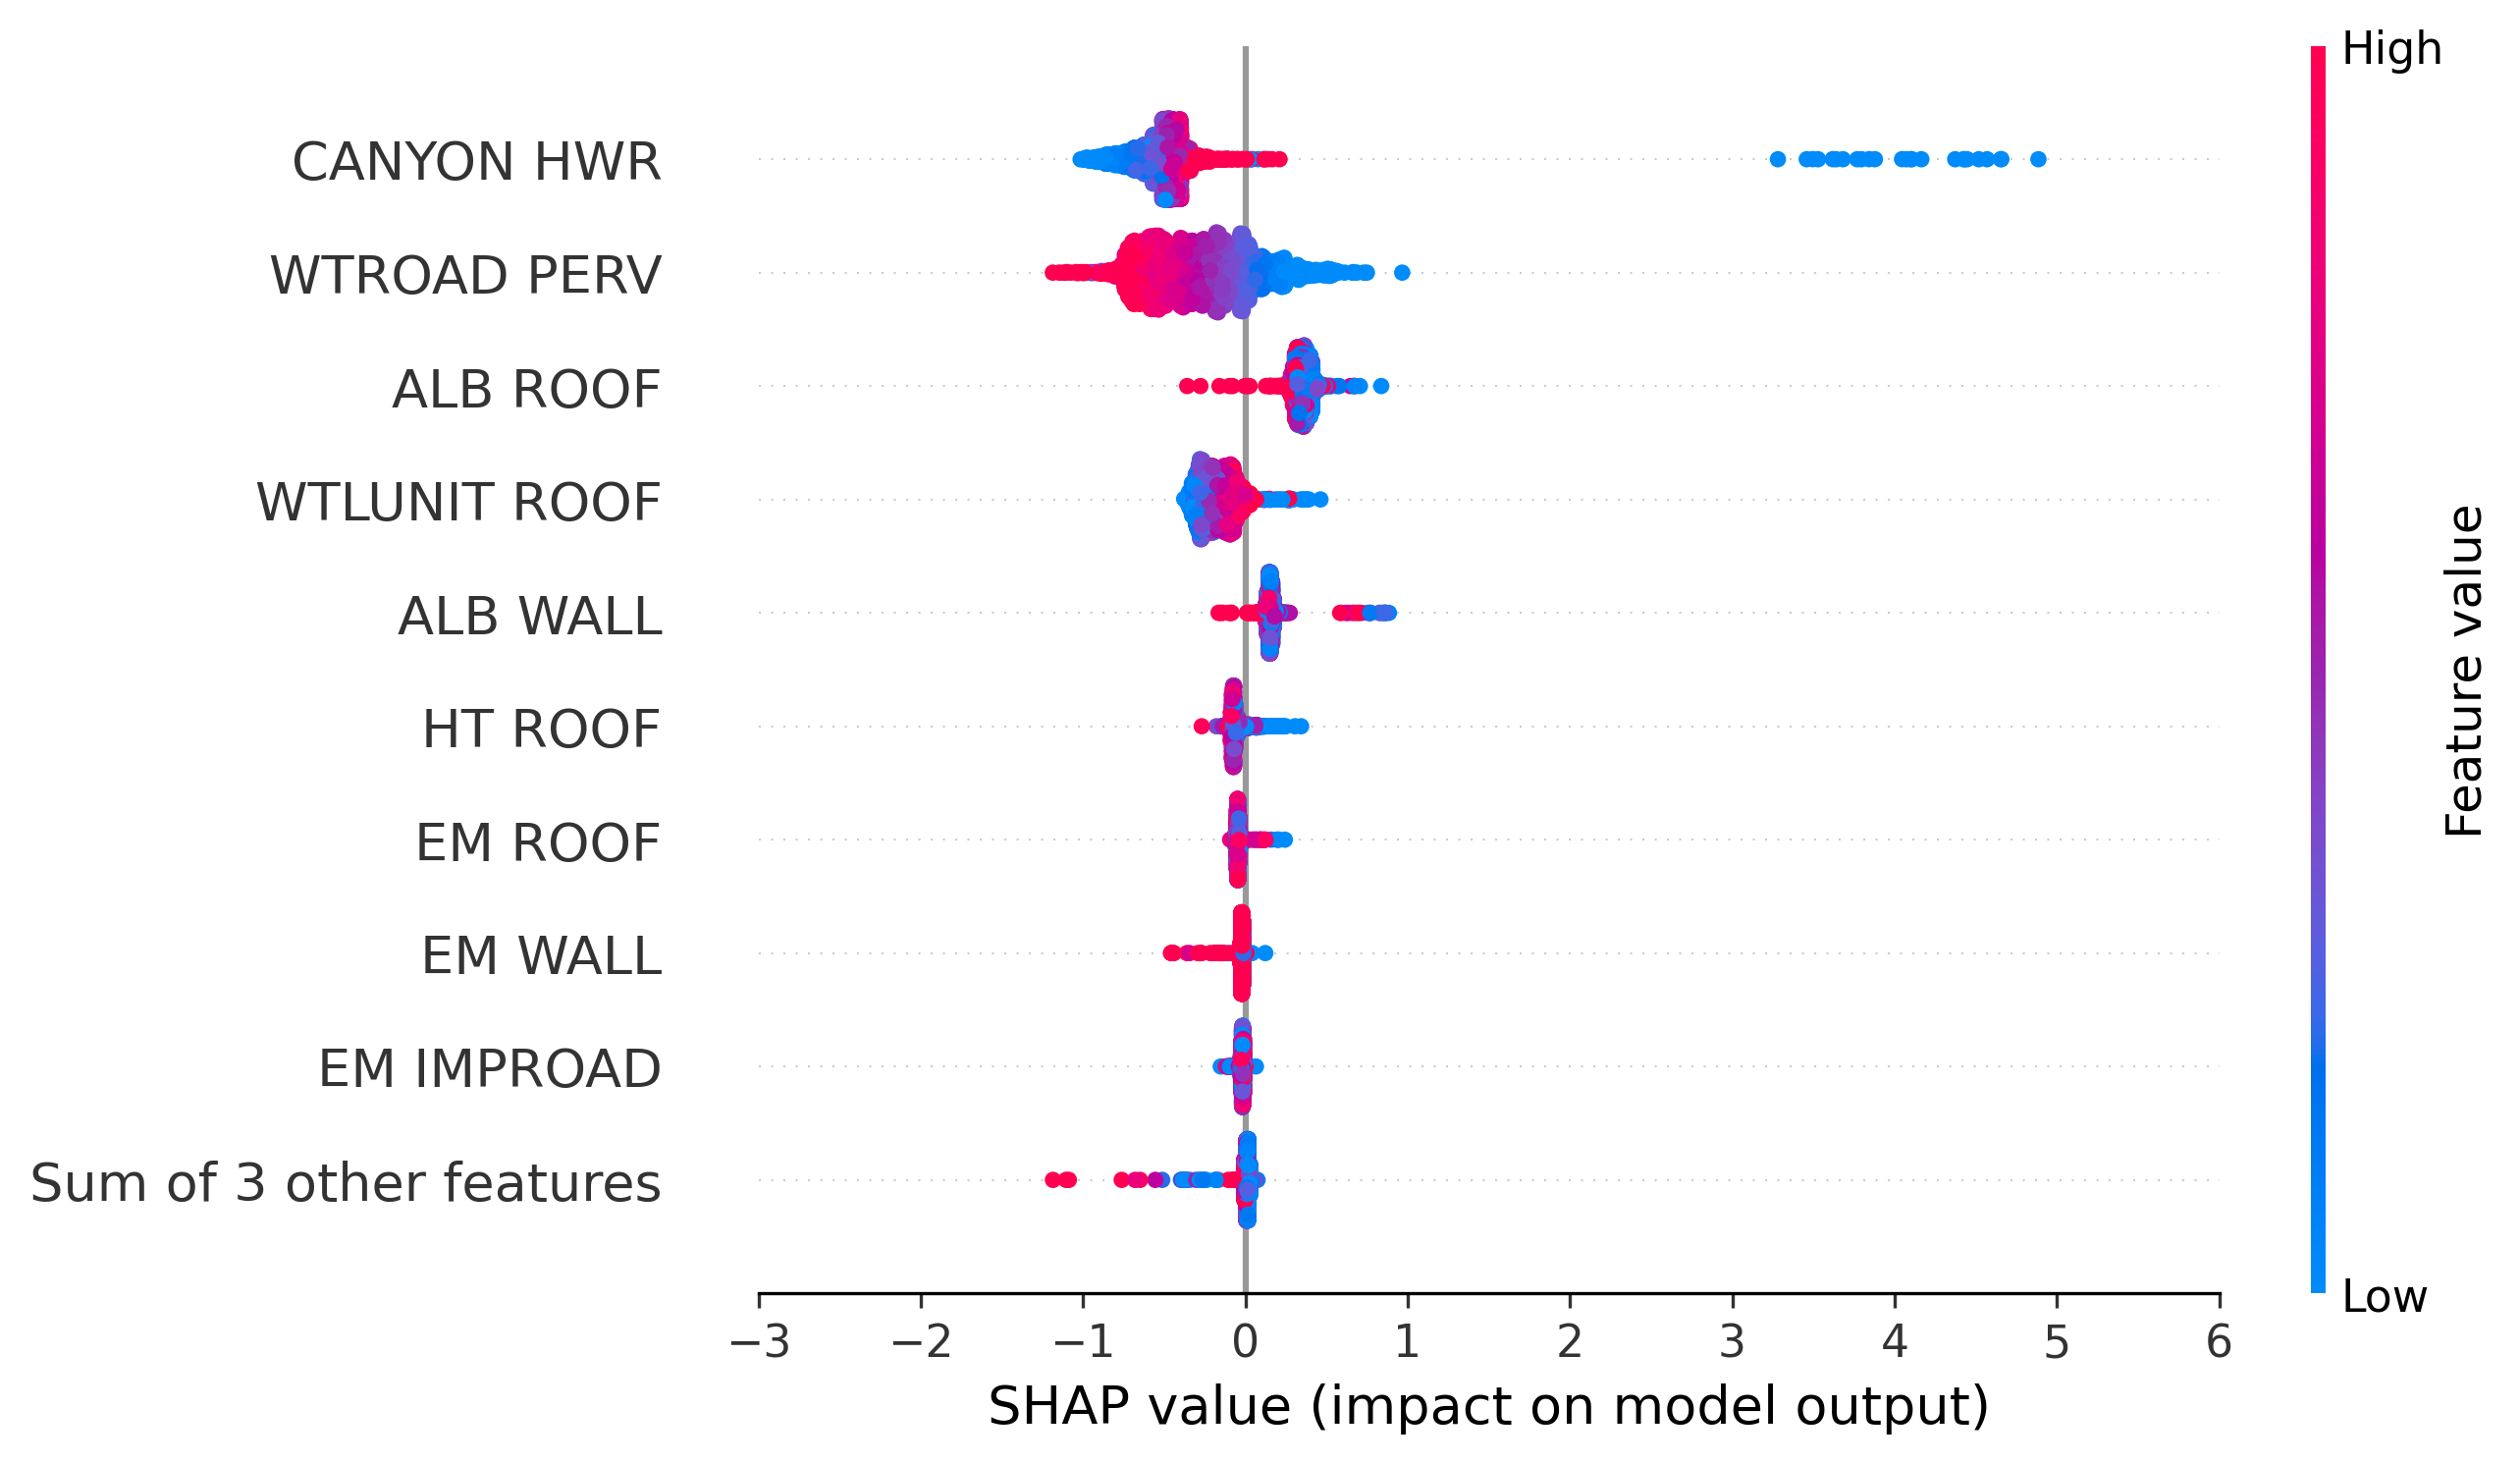 High
CANYON HWR
WTROAD PERV
ALB ROOF
WTLUNIT ROOF
ALB WALL
HT ROOF
EM ROOF
EM WALL
EM IMPROAD
Sum of 3 other features
Feature value
Low
−3 −2 −1 0 1 2 3 4 5 6
SHAP value (impact on model output)